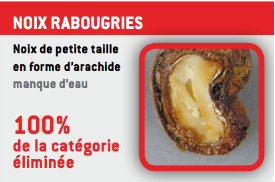 NOIX RABOUGRIES
Noix de petite taille
en forme d'arachide
manque d'eau
100%
de la catégorie
éliminée